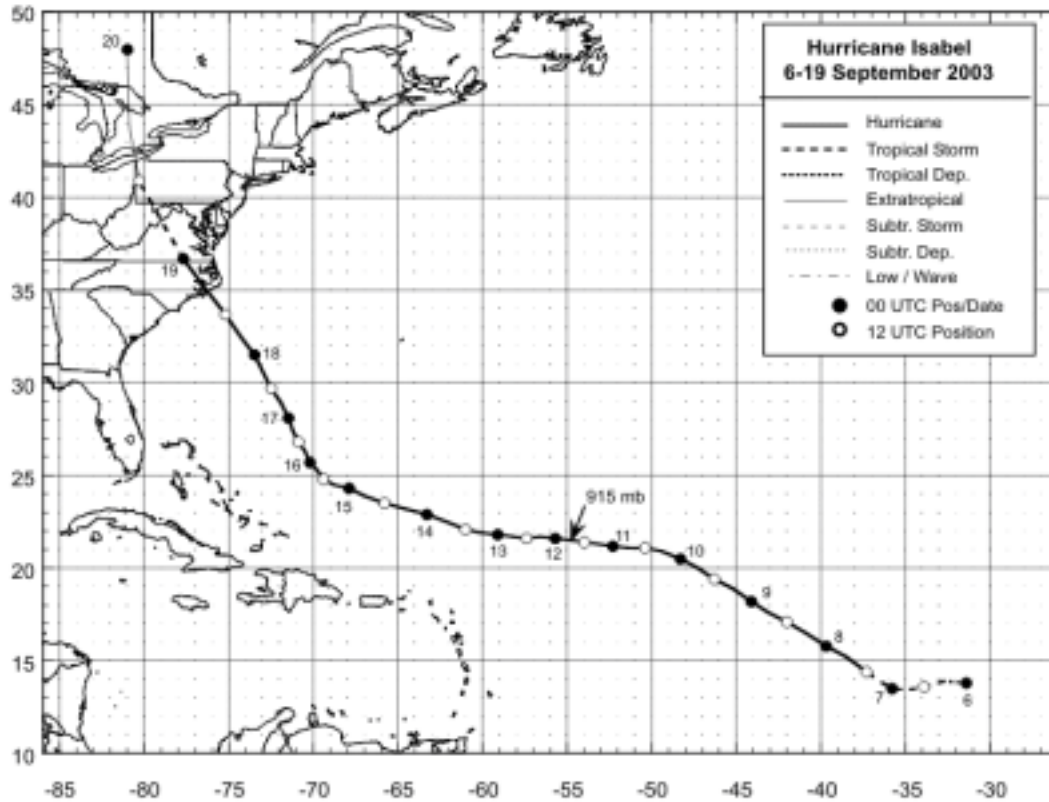 Hurricane Isabel
6-19 September 2003
Hurricane
Tropical Storm
Tropical Dep.
Extratropical
Subtr. Storm
Subtr. Dep.
Low / Wave
00 UTC Pos/Date
12 UTC Position
50
45
40
35
30
25
20
15
10
20
19
18
17
16
15
14
13
12
915 mb
11
10
9
8
7
6
-85 -80 -75 -70 -65 -60 -55 -50 -45 -40 -35 -30